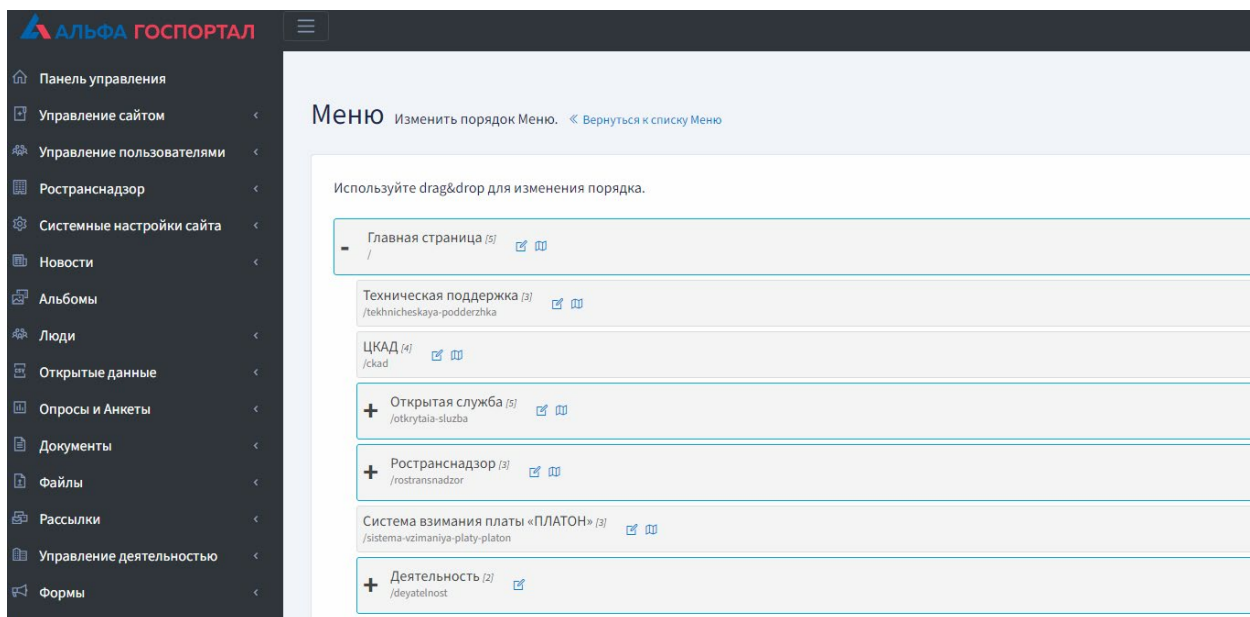 АЛЬФА ГОСПОРТАЛ
Панель управления
Управление сайтом
Управление пользователями
Ространснадзор
Системные настройки сайта
Новости
Альбомы
Люди
Открытые данные
Опросы и Анкеты
Документы
Файлы
Рассылки
Управление деятельностью
Формы
Меню Изменить порядок Меню. « Вернуться к списку Меню
Используйте drag&drop для изменения порядка.
- Главная страница [5]
/
Техническая поддержка [3]
/tekhnicheskaya-podderzhka
ЦКАД [4]
/ckad
+ Открытая служба [5]
/otkrytaia-sluzba
+ Ространснадзор [3]
/rostransnadzor
Система взимания платы «ПЛАТОН» [3]
/sistema-vzimaniya-platy-platon
+ Деятельность [2]
/deyatelnost